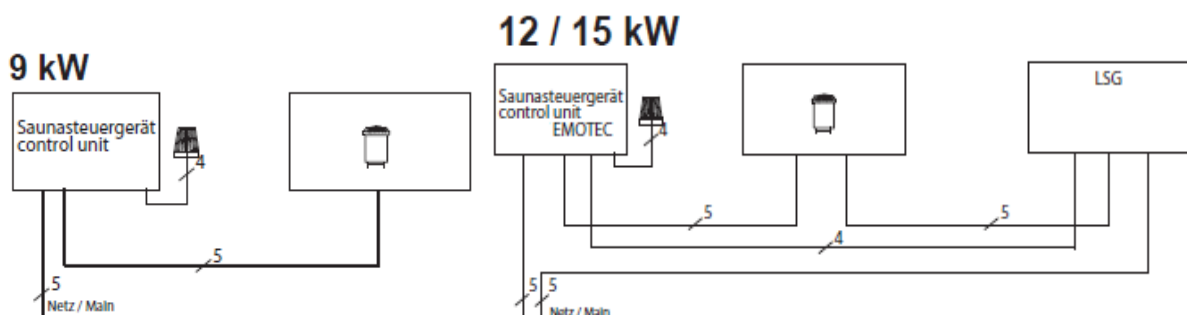 9 kW
Saunasteuergerät
control unit
4
5
5
Netz / Main
12 / 15 kW
Saunasteuergerät
control unit
EMOTEC
4
LSG
5
5
4
5
5
Netz / Main